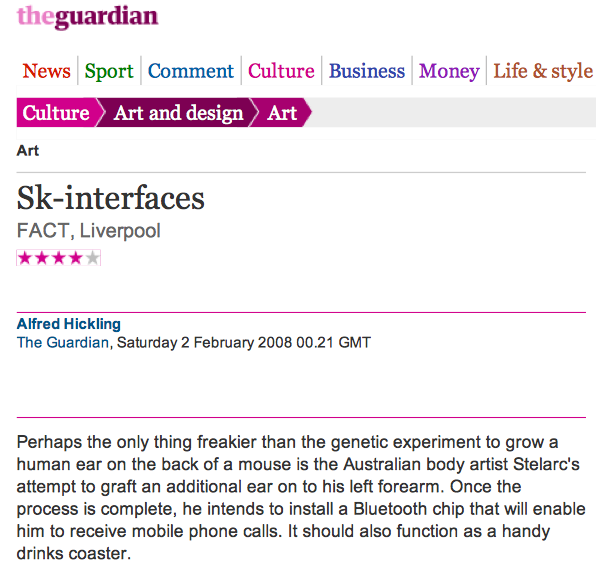 theguardian
News Sport Comment Culture Business Money Life & style
Culture Art and design Art
Art
Sk-interfaces
FACT, Liverpool
Alfred Hickling
The Guardian, Saturday 2 February 2008 00.21 GMT
Perhaps the only thing freakier than the genetic experiment to grow a
human ear on the back of a mouse is the Australian body artist Stelarc's
attempt to graft an additional ear on to his left forearm. Once the
process is complete, he intends to install a Bluetooth chip that will enable
him to receive mobile phone calls. It should also function as a handy
drinks coaster.